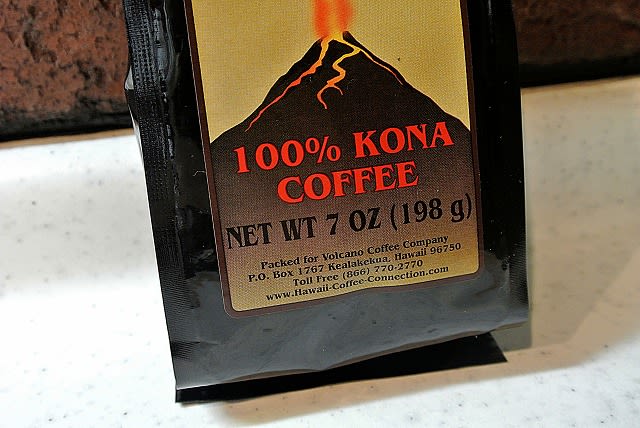 100% KONA
COFFEE
NET WT 7 OZ (198 g)
Packed for Volcano Coffee Company
P.O. Box 1767 Kealakekua, Hawaii 96750
Toll Free (866) 770-2770
www.Hawaii-Coffee-Connection.com